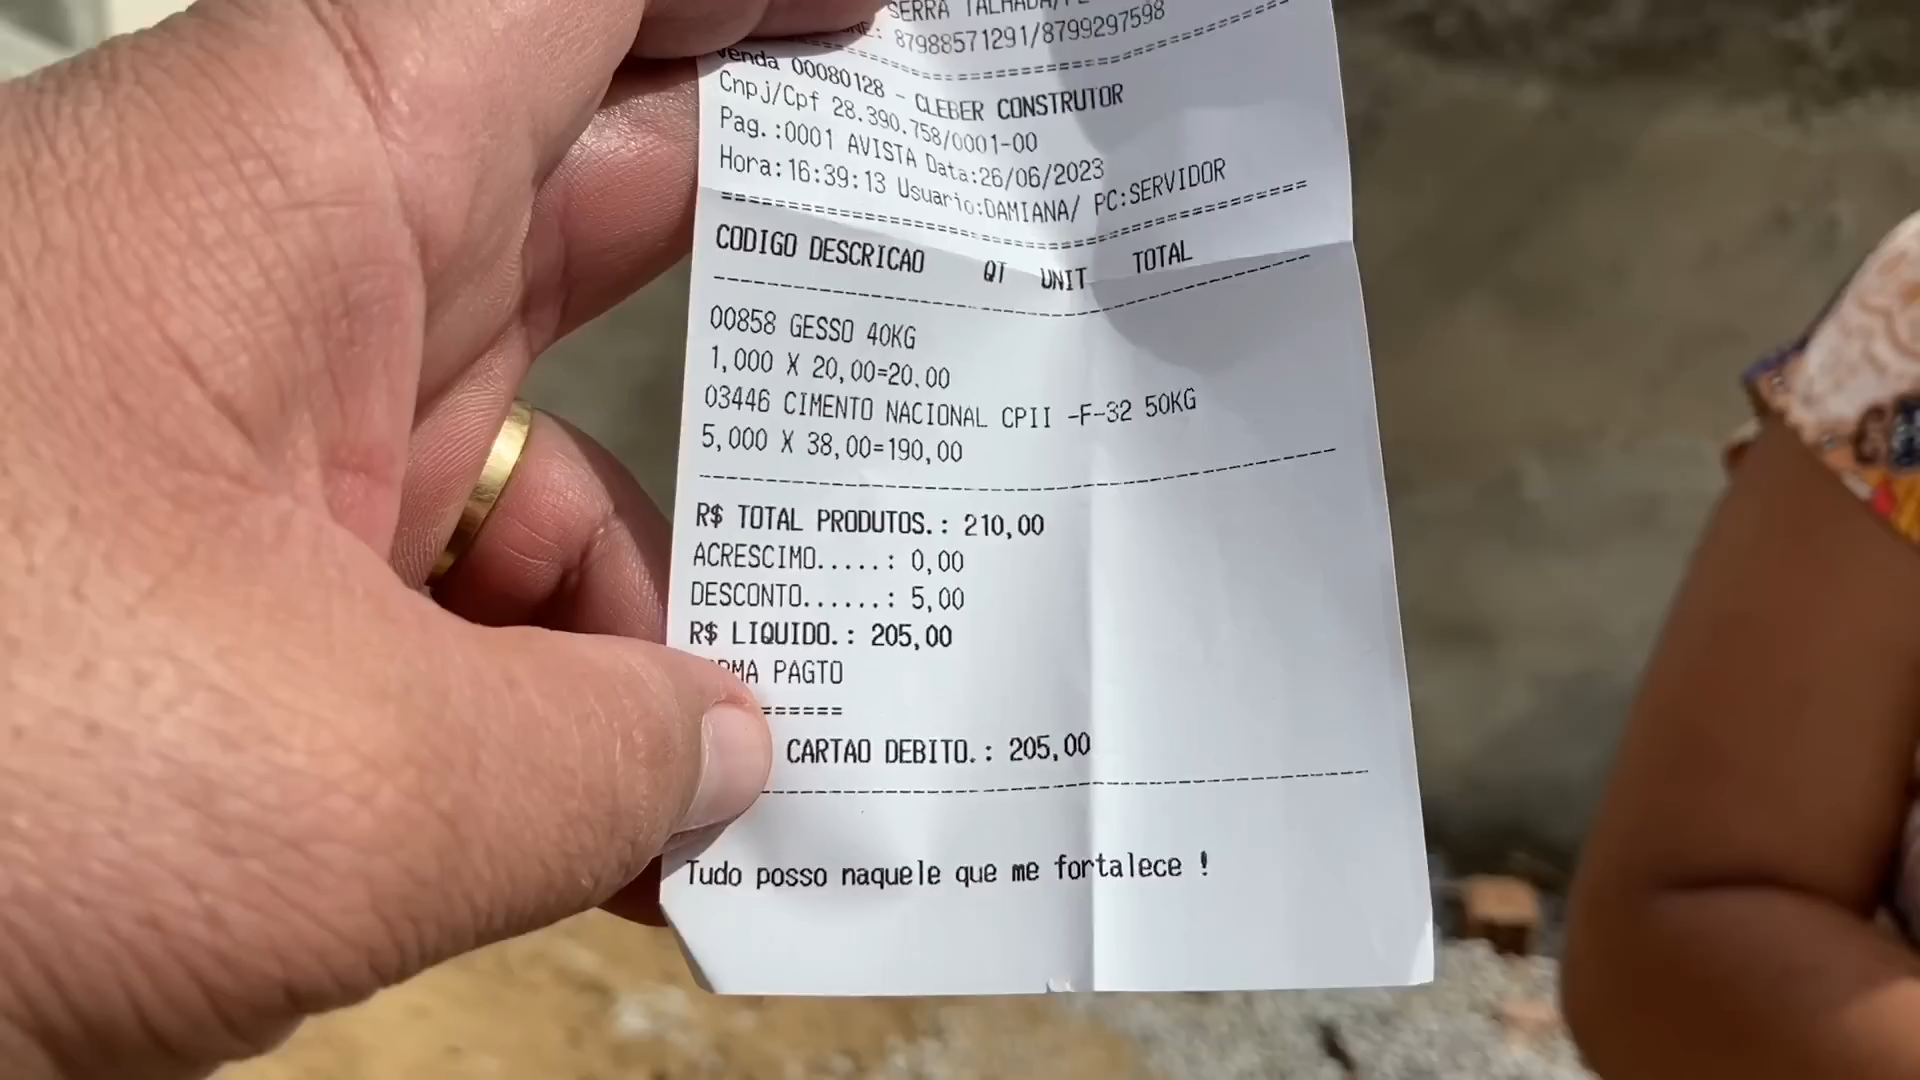 SERRA TALHADA/PE
87988571291/8799297598
================================================
Venda 00080128 - CLEBER CONSTRUTOR
Cnpj/Cpf 28.390.758/0001-00
Pag.:0001 AVISTA Data:26/06/2023
Hora:16:39:13 Usuario:DAMIANA/ PC:SERVIDOR
================================================
CODIGO DESCRICAO QT UNIT TOTAL
------------------------------------------------
00858 GESSO 40KG
1,000 X 20,00=20,00
03446 CIMENTO NACIONAL CPII -F-32 50KG
5,000 X 38,00=190,00
------------------------------------------------
R$ TOTAL PRODUTOS.: 210,00
ACRESCIMO.....: 0,00
DESCONTO......: 5,00
R$ LIQUIDO.: 205,00
PAGTO
======
CARTAO DEBITO.: 205,00
------------------------------------------------
Tudo posso naquele que me fortalece !